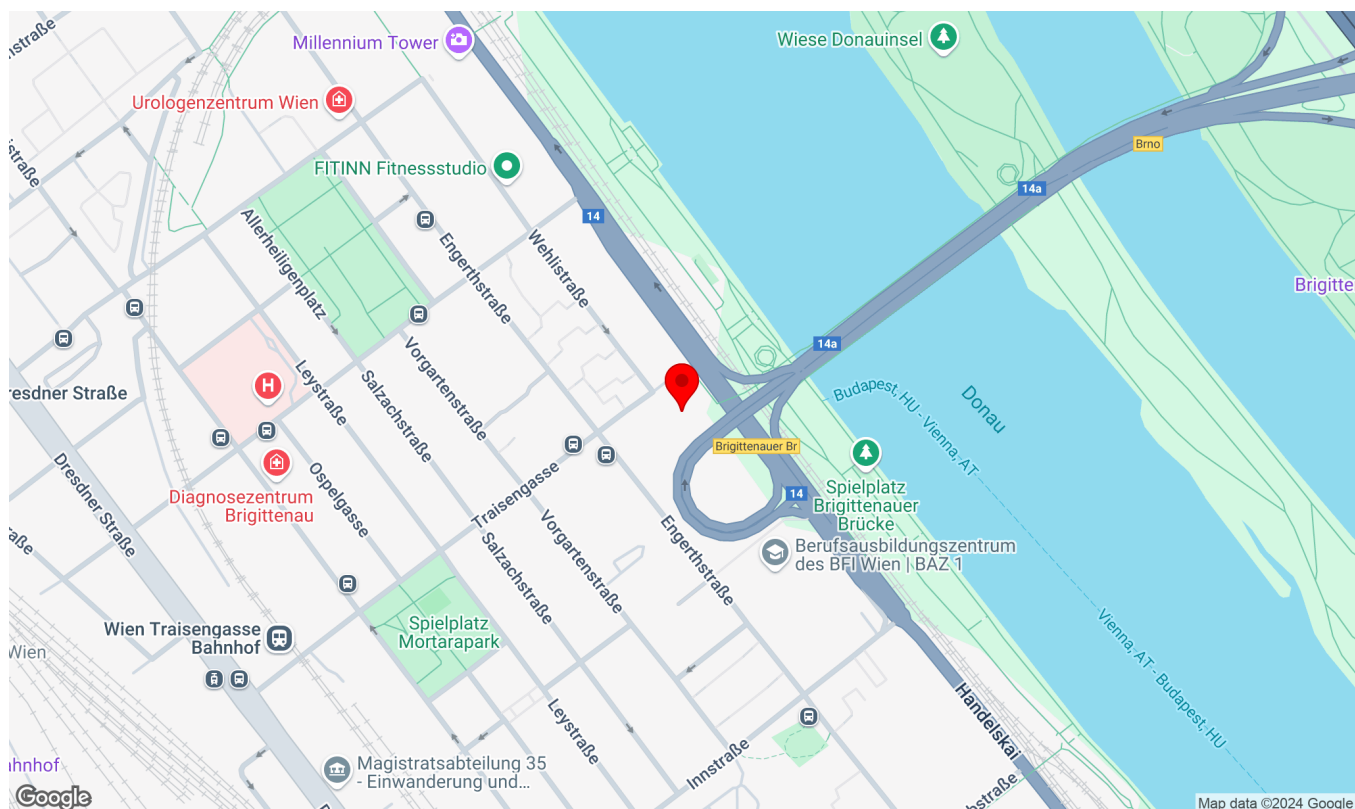 Millennium Tower
Wiese Donauinsel
Urologenzentrum Wien
Brno
FITINN Fitnessstudio
14a
14
Allerheiligenplatz
Engerthstraße
Wehlistraße
Brigitte
14a
Dresdner Straße
H
Leystraße
Salzachstraße
Vorgartenstraße
Budapest, HU - Vienna, AT
Donau
Brigittenauer Br
Diagnosezentrum
Brigittenau
Ospelgasse
Traisengasse
Dresdner Straße
14
Spielplatz
Brigittenauer
Brücke
Vorgartenstraße
Engerthstraße
Salzachstraße
Berufsausbildungszentrum
des BFI Wien | BAZ 1
Wien Traisengasse
Bahnhof
Spielplatz
Mortarapark
Wien
Vienna, AT - Budapest, HU
Leystraße
Handelskai
Innstraße
Magistratsabteilung 35
- Einwanderung und...
Google
Map data ©2024 Google